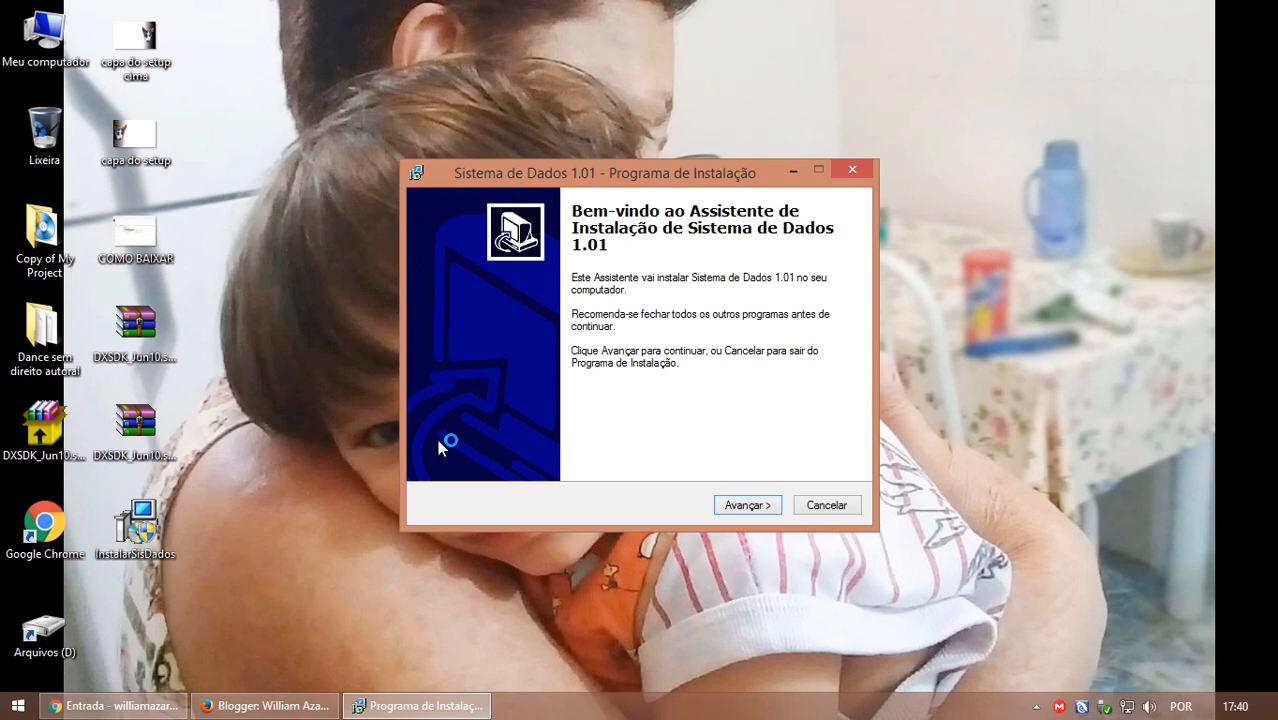 Meu computador
capa do setup
cima
Lixeira
capa do setup
Copy of My
Project
COMO BAIXAR
Dance sem
direito autoral
DXSDK_Jun10.s...
DXSDK_Jun10.s...
DXSDK_Jun10.s...
Google Chrome
InstalarSisDados
Arquivos (D)
Sistema de Dados 1.01 - Programa de Instalação
Bem-vindo ao Assistente de
Instalação de Sistema de Dados
1.01
Este Assistente vai instalar Sistema de Dados 1.01 no seu
computador.
Recomenda-se fechar todos os outros programas antes de
continuar.
Clique Avançar para continuar, ou Cancelar para sair do
Programa de Instalação.
Avançar >
Cancelar
Entrada - williamazar...
Blogger: William Aza...
Programa de Instalaç...
POR
17:40